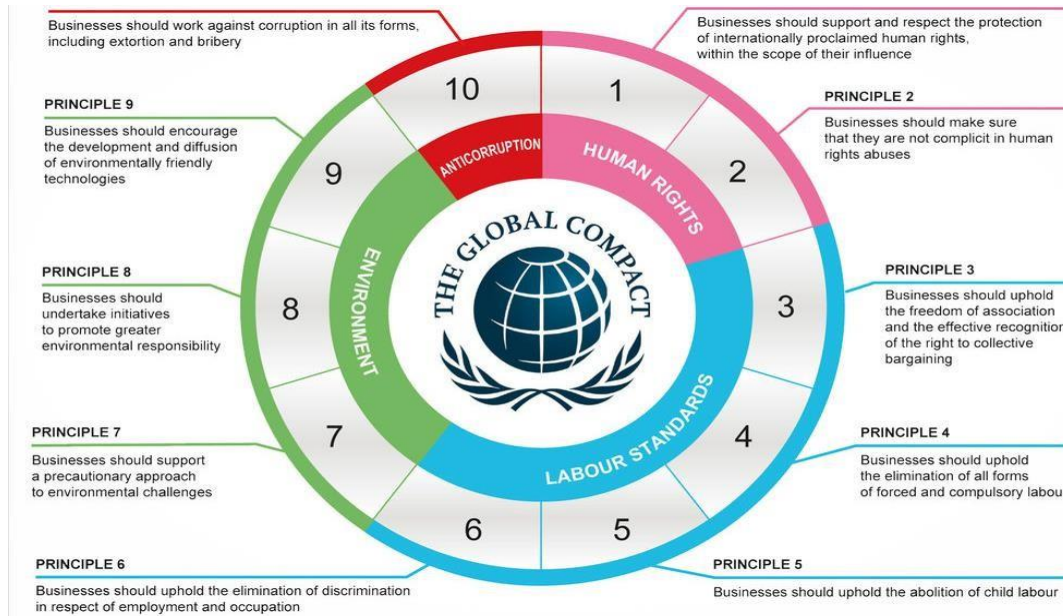 Businesses should work against corruption in all its forms,
including extortion and bribery
Businesses should support and respect the protection
of internationally proclaimed human rights,
within the scope of their influence
PRINCIPLE 2
Businesses should make sure
that they are not complicit in human
rights abuses
PRINCIPLE 3
Businesses should uphold
the freedom of association
and the effective recognition
of the right to collective
bargaining
PRINCIPLE 4
Businesses should uphold
the elimination of all forms
of forced and compulsory labou
PRINCIPLE 5
Businesses should uphold the abolition of child labour
PRINCIPLE 6
Businesses should uphold the elimination of discrimination
in respect of employment and occupation
PRINCIPLE 7
Businesses should support
a precautionary approach
to environmental challenges
PRINCIPLE 8
Businesses should
undertake initiatives
to promote greater
environmental responsibility
PRINCIPLE 9
Businesses should encourage
the development and diffusion
of environmentally friendly
technologies
1
2
3
4
5
6
7
8
9
10
HUMAN RIGHTS
LABOUR STANDARDS
ENVIRONMENT
ANTICORRUPTION
THE GLOBAL COMPACT